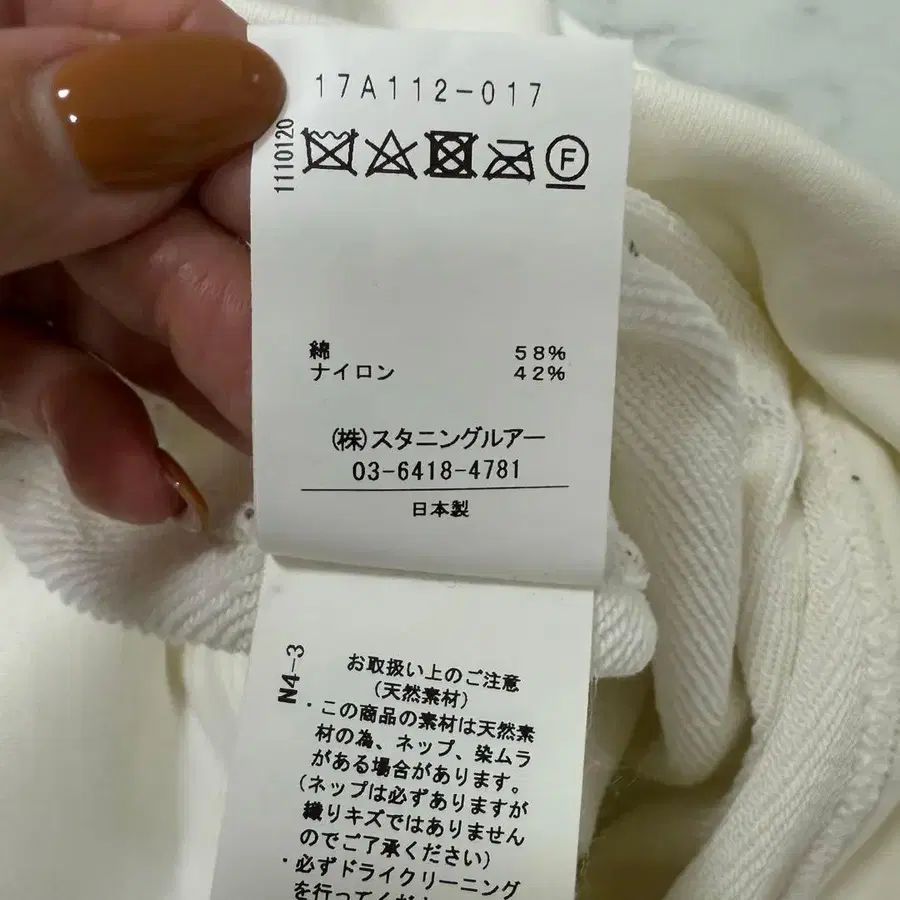 17A112-017
1110120
F
綿 58%
ナイロン 42%
(株)スタニングルアー
03-6418-4781
日本製
N4-3
お取扱い上のご注意
(天然素材)
・この商品の素材は天然素
材の為、ネップ、染ムラ
がある場合があります。
(ネップは必ずありますが
織りキズではありません
のでご了承ください)
・必ずドライクリーニング
を行ってくだ